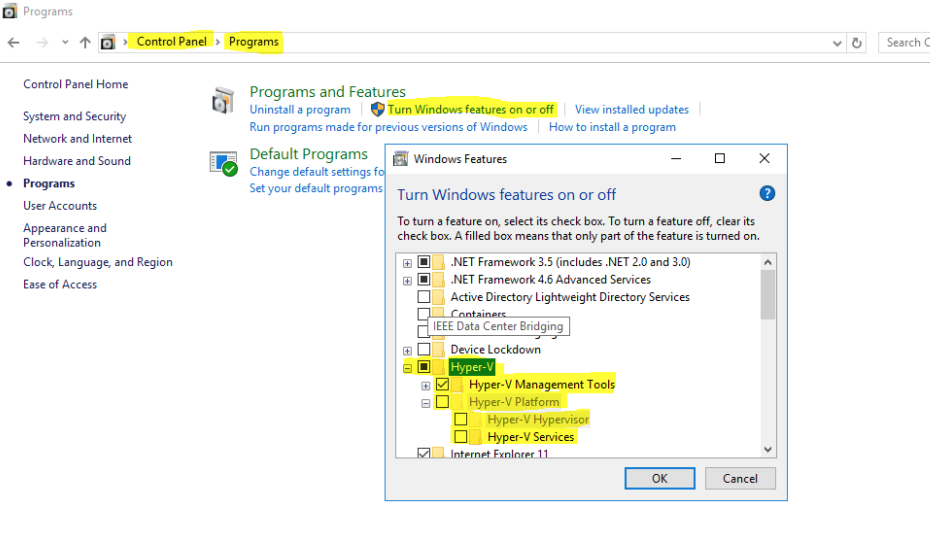 Programs
Control Panel > Programs
Search C
Control Panel Home
System and Security
Network and Internet
Hardware and Sound
Programs
User Accounts
Appearance and
Personalization
Clock, Language, and Region
Ease of Access
Programs and Features
Uninstall a program
Turn Windows features on or off
View installed updates
Run programs made for previous versions of Windows
How to install a program
Default Programs
Change default settings fo
Set your default programs
Windows Features
Turn Windows features on or off
To turn a feature on, select its check box. To turn a feature off, clear its
check box. A filled box means that only part of the feature is turned on.
.NET Framework 3.5 (includes .NET 2.0 and 3.0)
.NET Framework 4.6 Advanced Services
Active Directory Lightweight Directory Services
Containers
IEEE Data Center Bridging
Device Lockdown
Hyper-V
Hyper-V Management Tools
Hyper-V Platform
Hyper-V Hypervisor
Hyper-V Services
Internet Explorer 11
OK
Cancel